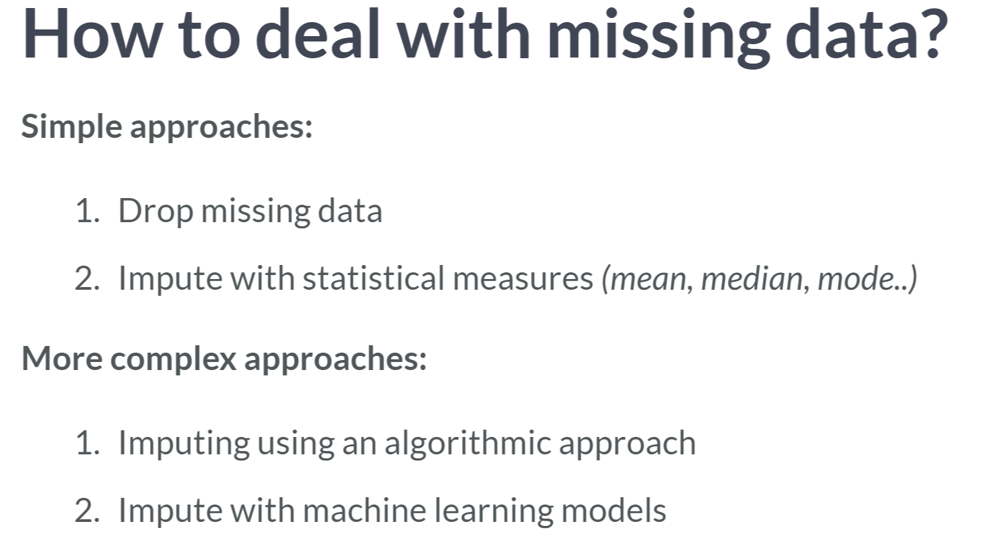 How to deal with missing data?
Simple approaches:
1. Drop missing data
2. Impute with statistical measures (mean, median, mode..)
More complex approaches:
1. Imputing using an algorithmic approach
2. Impute with machine learning models